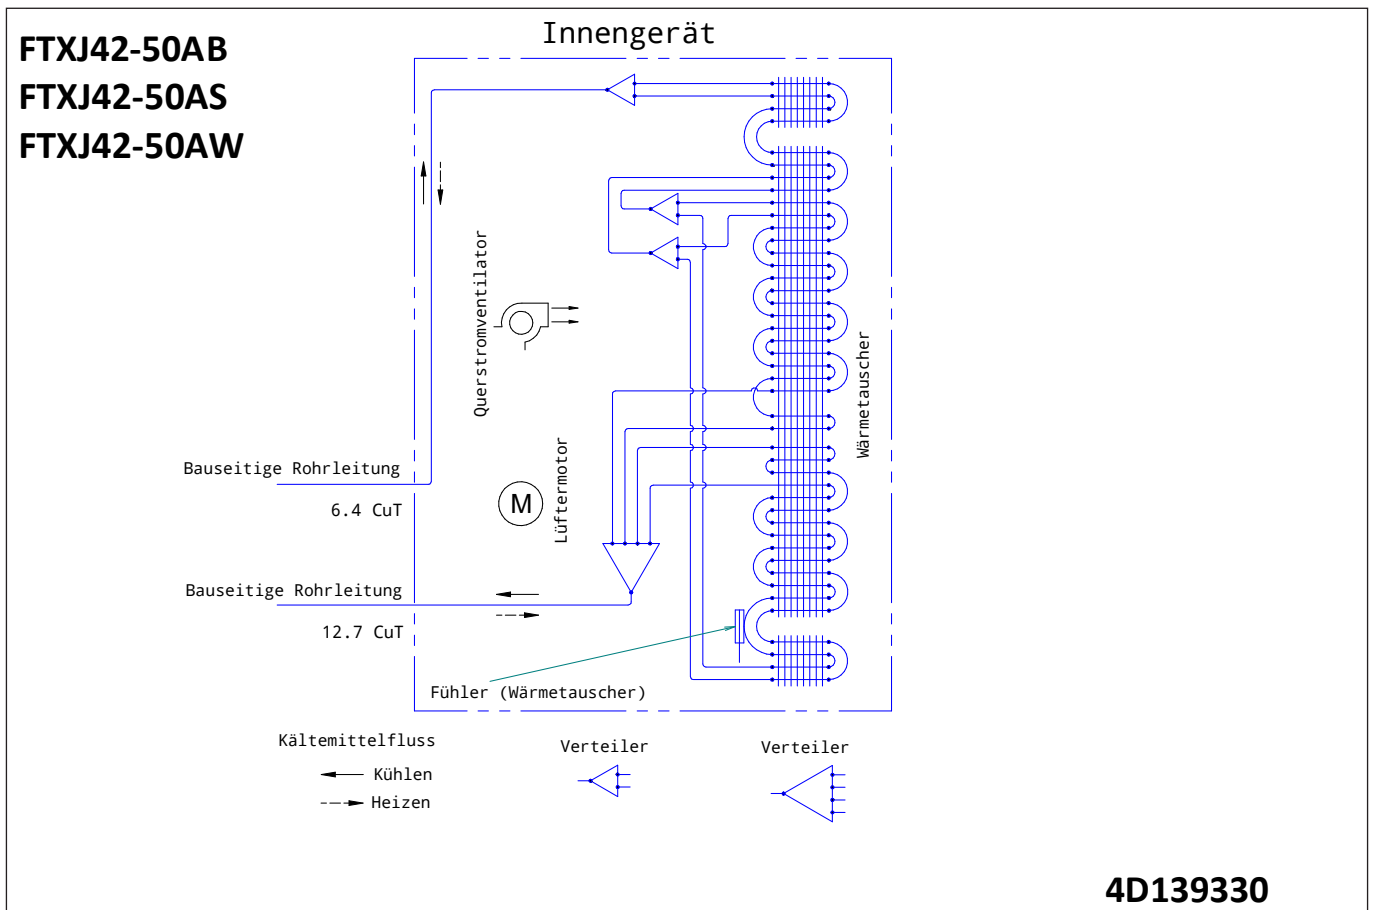 FTXJ42-50AB
FTXJ42-50AS
FTXJ42-50AW
Innengerät
Querstromventilator
Wärmetauscher
Lüftermotor
M
Bauseitige Rohrleitung
6.4 CuT
Bauseitige Rohrleitung
12.7 CuT
Fühler (Wärmetauscher)
Kältemittelfluss
Kühlen
Heizen
Verteiler
Verteiler
4D139330